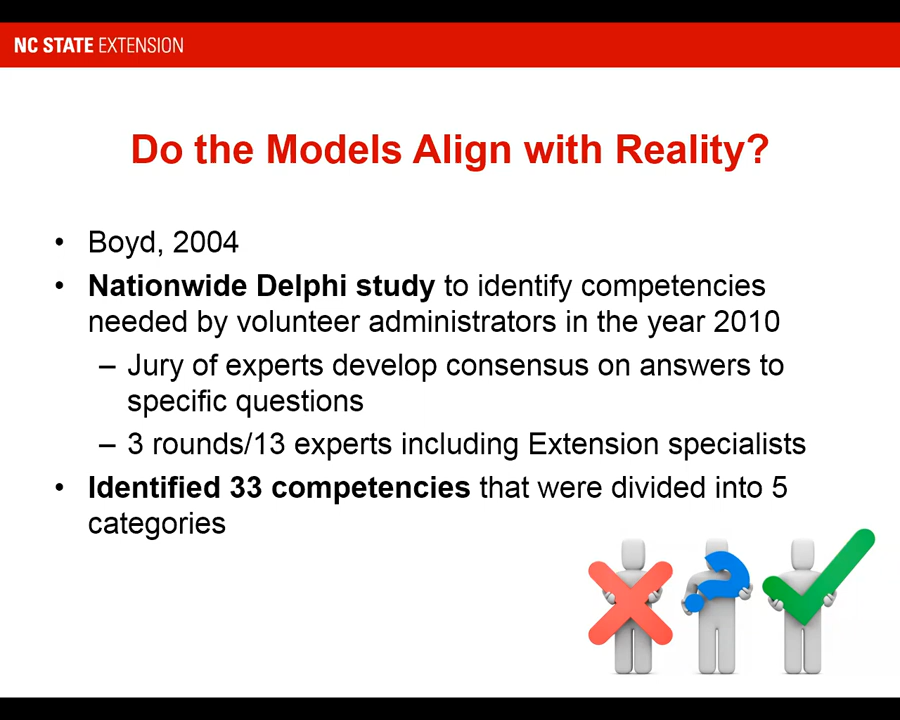 NC STATE EXTENSION
Do the Models Align with Reality?
• Boyd, 2004
• Nationwide Delphi study to identify competencies
needed by volunteer administrators in the year 2010
– Jury of experts develop consensus on answers to
specific questions
– 3 rounds/13 experts including Extension specialists
• Identified 33 competencies that were divided into 5
categories